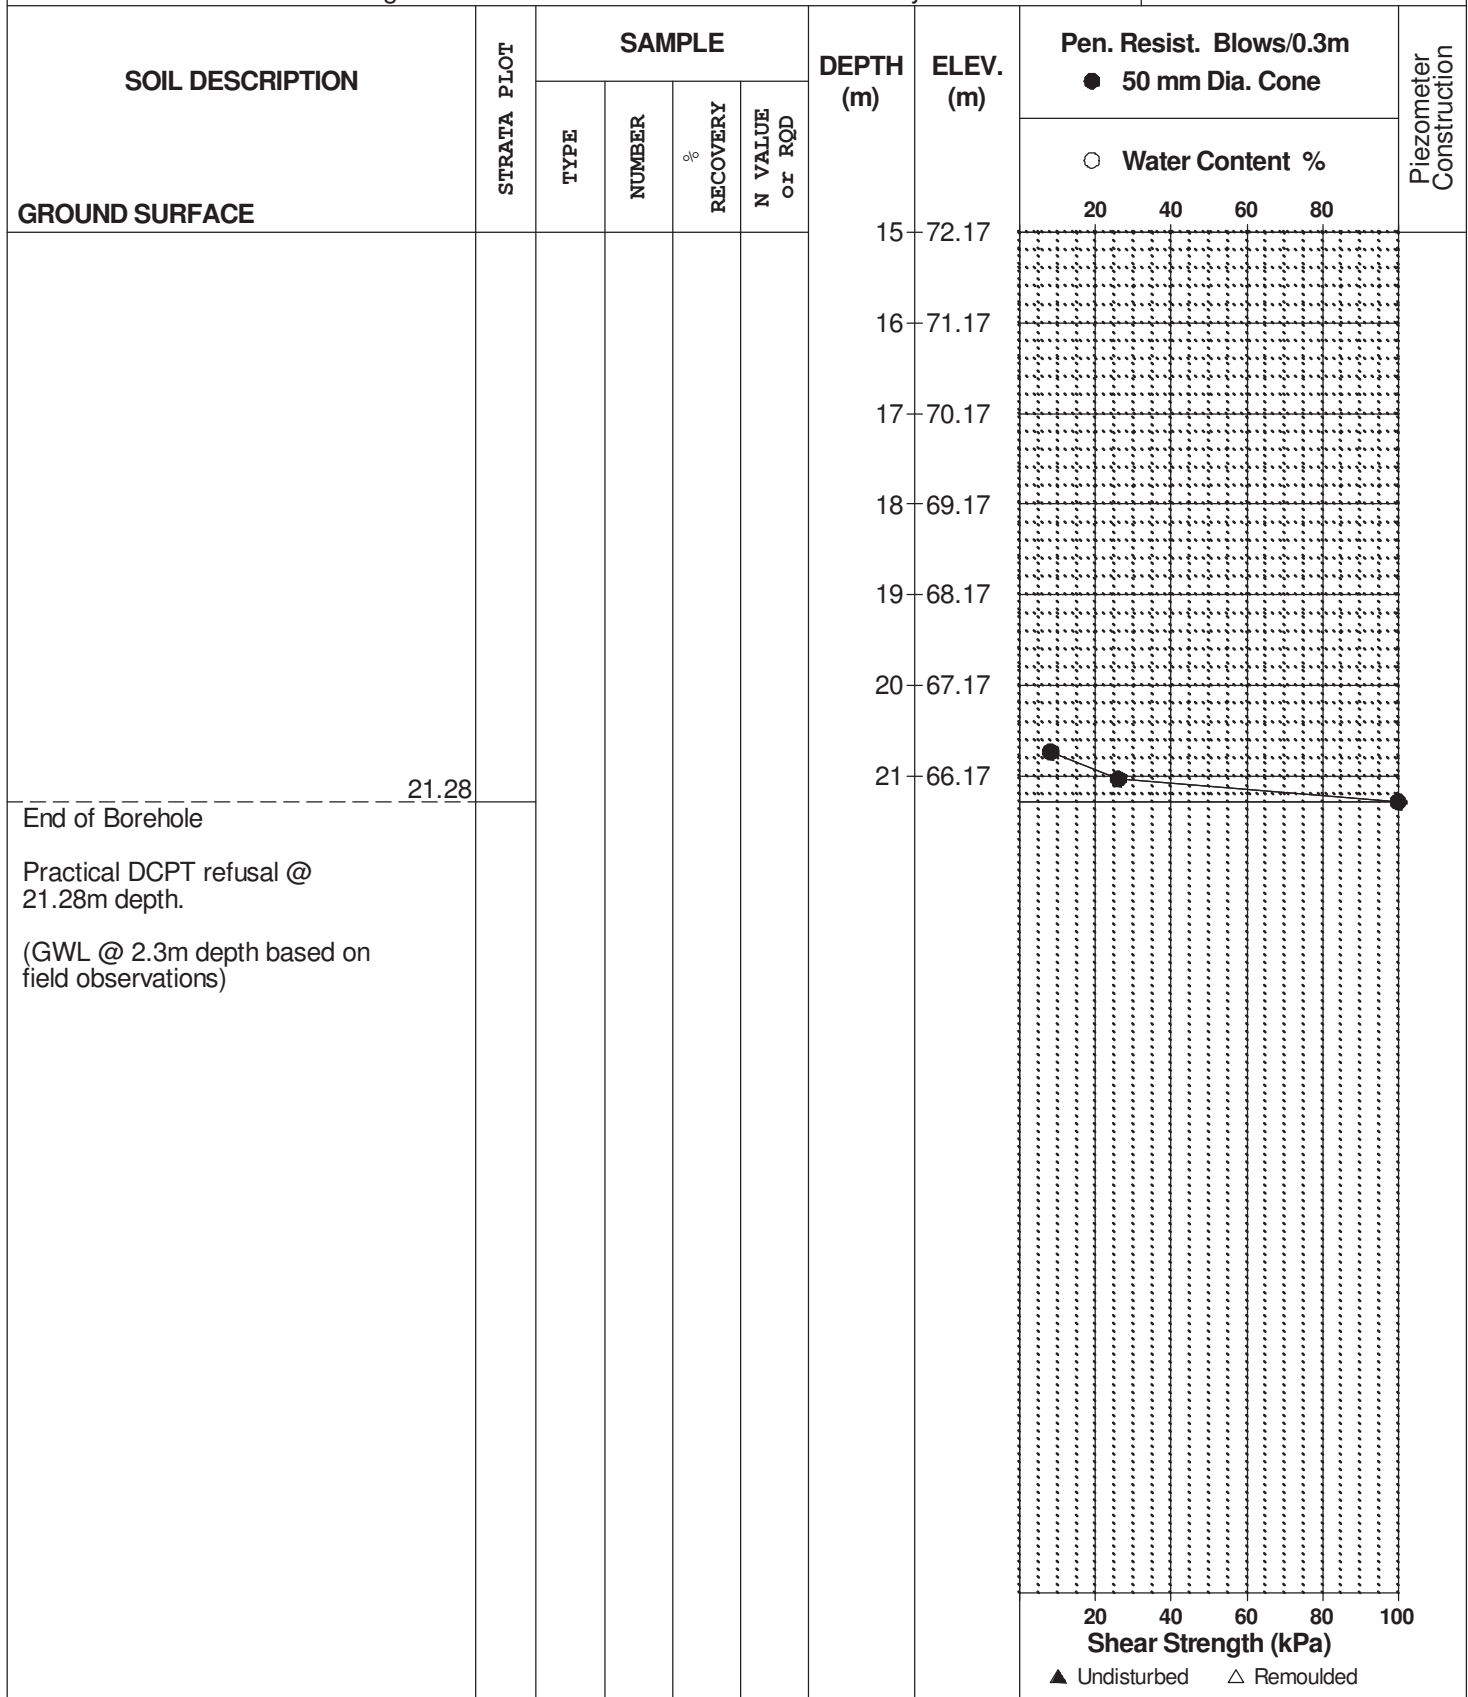 SOIL DESCRIPTION
GROUND SURFACE
STRATA PLOT
SAMPLE
TYPE
NUMBER
%
RECOVERY
N VALUE
or RQD
DEPTH
(m)
ELEV.
(m)
Pen. Resist. Blows/0.3m
● 50 mm Dia. Cone
○ Water Content %
20 40 60 80
Piezometer
Construction
15 72.17
16 71.17
17 70.17
18 69.17
19 68.17
20 67.17
21 66.17
21.28
End of Borehole
Practical DCPT refusal @
21.28m depth.
(GWL @ 2.3m depth based on
field observations)
20 40 60 80 100
Shear Strength (kPa)
▲ Undisturbed △ Remoulded